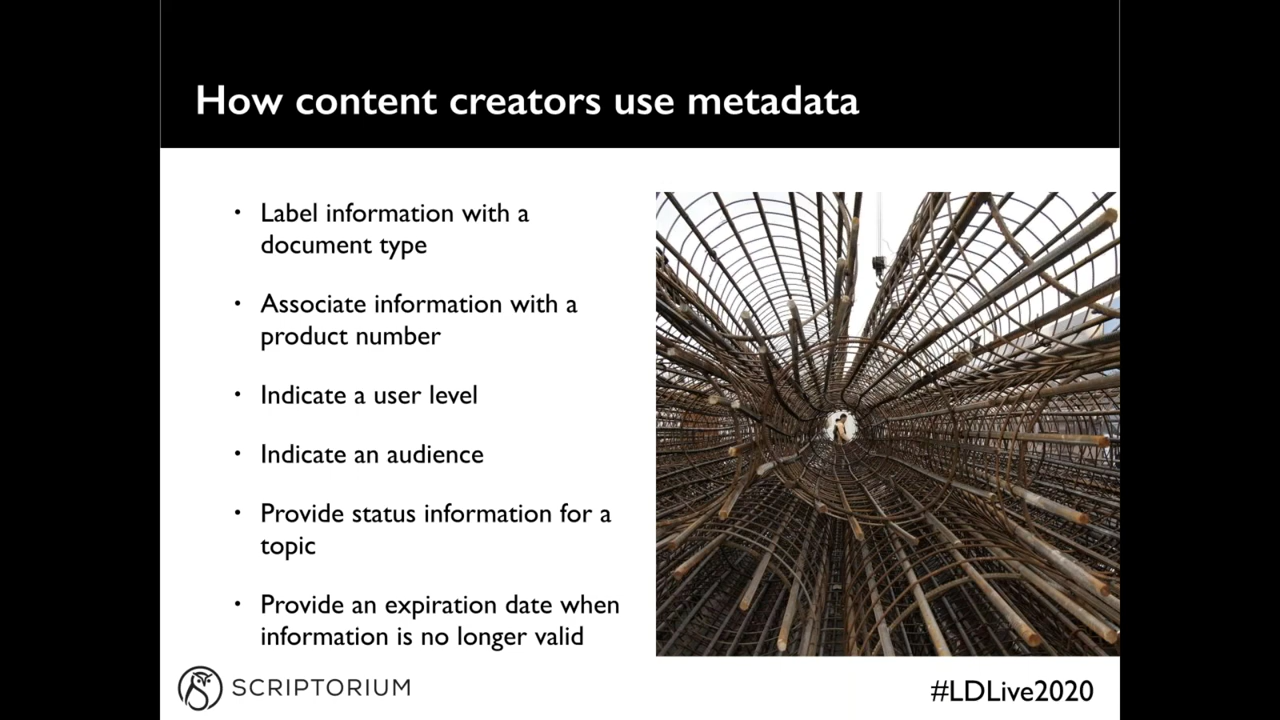 How content creators use metadata
• Label information with a
document type
• Associate information with a
product number
• Indicate a user level
• Indicate an audience
• Provide status information for a
topic
• Provide an expiration date when
information is no longer valid
SCRIPTORIUM
#LDLive2020